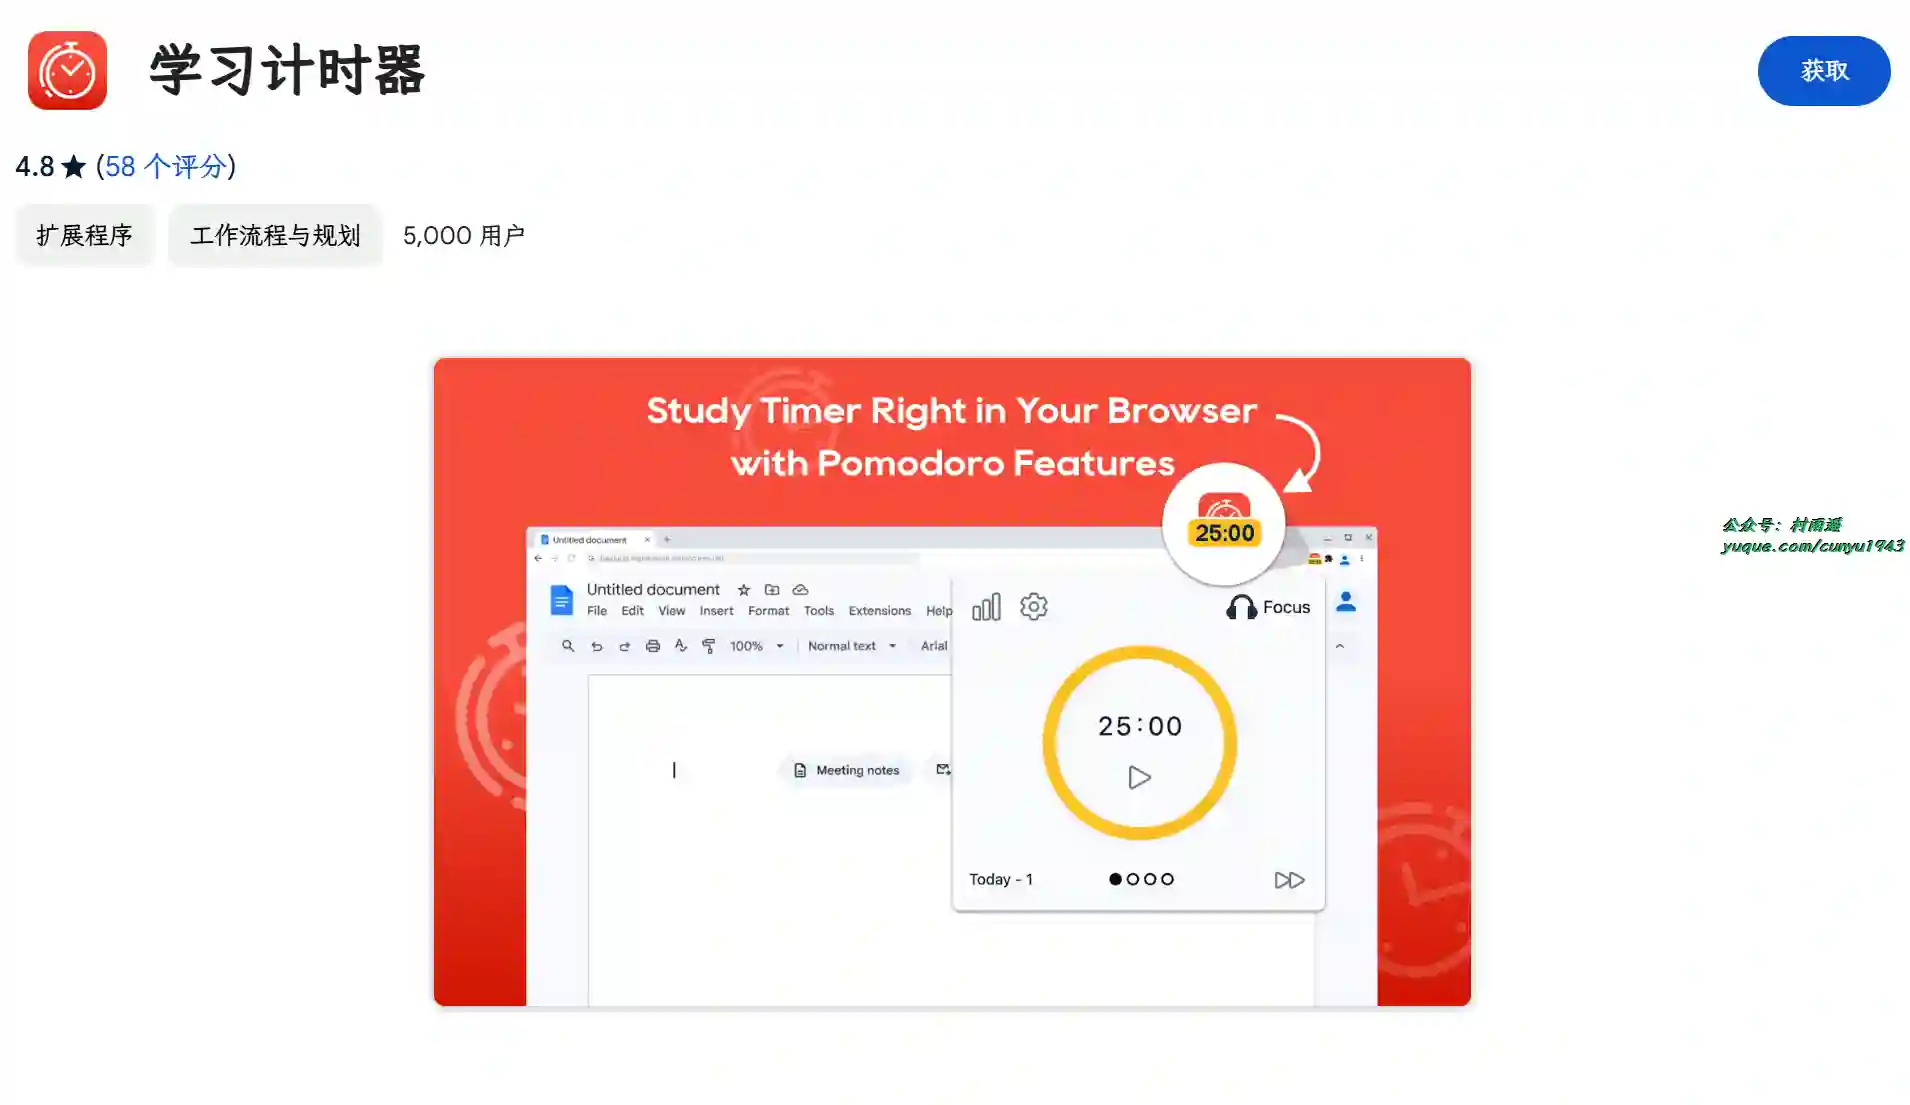 学习计时器
获取
4.8 ★ (58 个评分)
扩展程序
工作流程与规划
5,000 用户
Study Timer Right in Your Browser
with Pomodoro Features
25:00
Untitled document
Untitled document
File Edit View Insert Format Tools Extensions Help
100% Normal text Arial
Meeting notes
Focus
25:00
Today - 1
公众号：村雨遥
yuque.com/cunyu1943